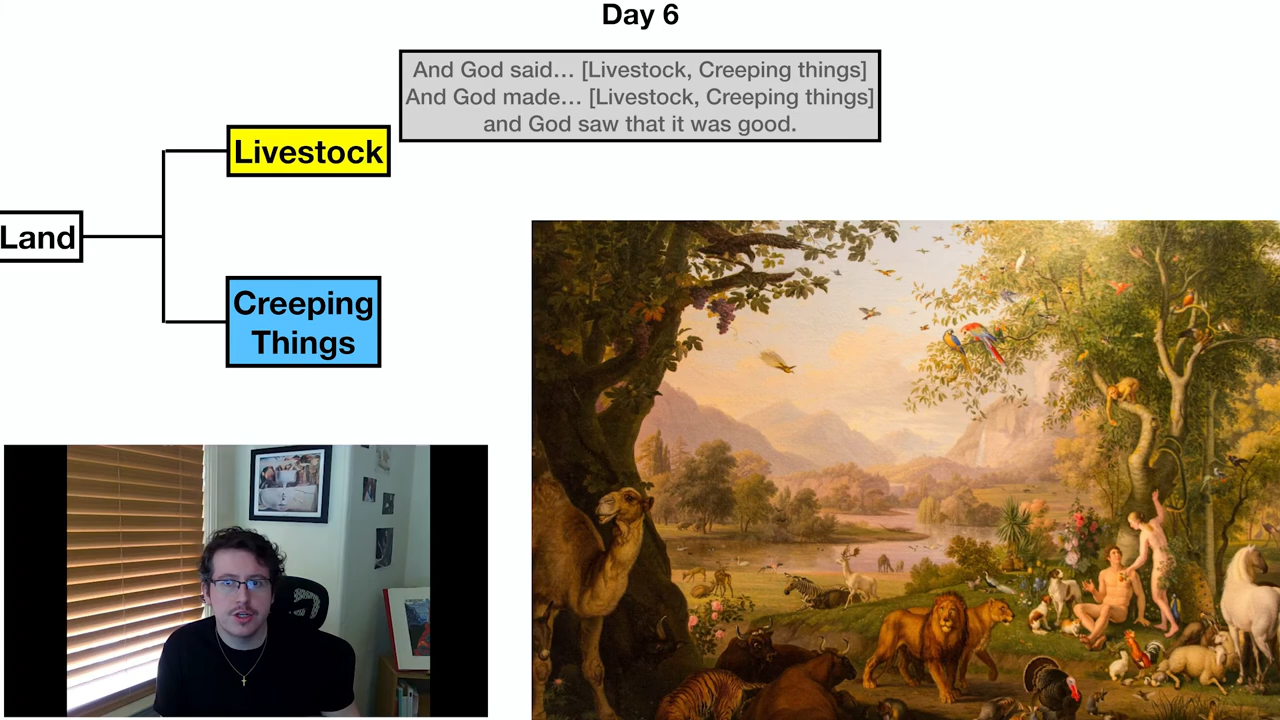 Day 6
And God said... [Livestock, Creeping things]
And God made... [Livestock, Creeping things]
and God saw that it was good.
Livestock
Land
Creeping
Things